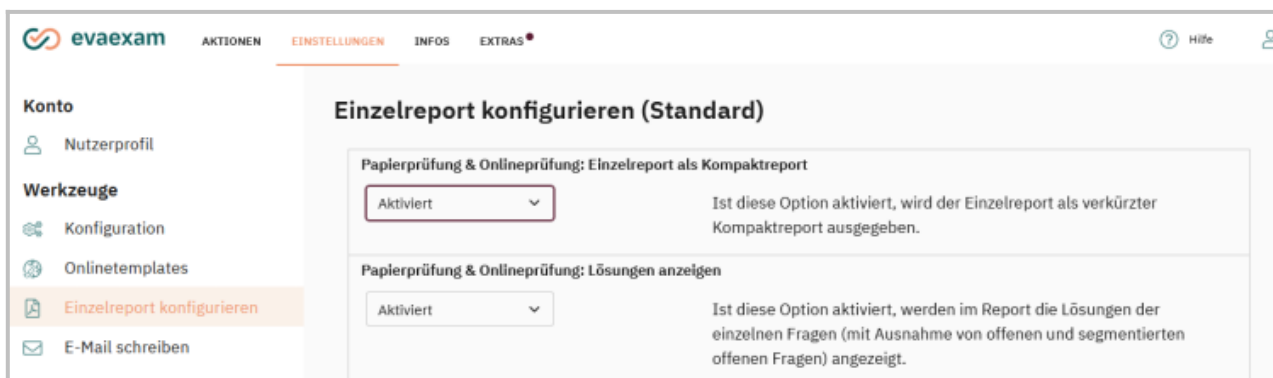 evaexam AKTIONEN EINSTELLUNGEN INFOS EXTRAS Hilfe
Konto
Nutzerprofil
Werkzeuge
Konfiguration
Onlinetemplates
Einzelreport konfigurieren
E-Mail schreiben
Einzelreport konfigurieren (Standard)
Papierprüfung & Onlineprüfung: Einzelreport als Kompaktreport
Aktiviert
Ist diese Option aktiviert, wird der Einzelreport als verkürzter
Kompaktreport ausgegeben.
Papierprüfung & Onlineprüfung: Lösungen anzeigen
Aktiviert
Ist diese Option aktiviert, werden im Report die Lösungen der
einzelnen Fragen (mit Ausnahme von offenen und segmentierten
offenen Fragen) angezeigt.